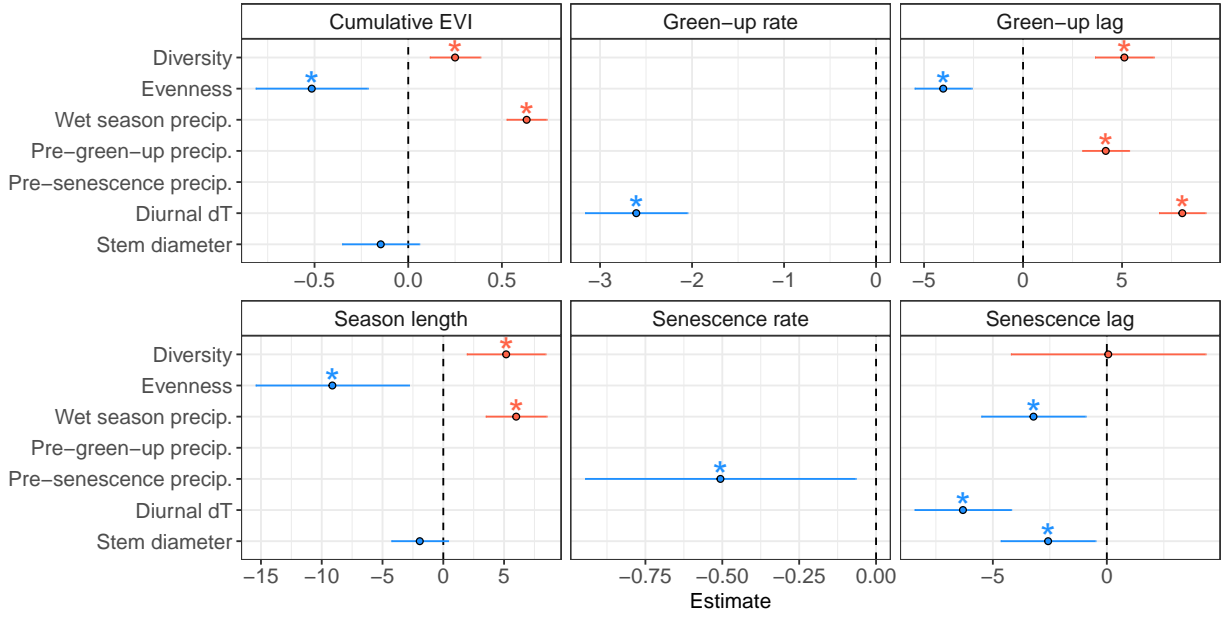 Cumulative EVI
Green−up rate
Green−up lag
Diversity
Evenness
Wet season precip.
Pre−green−up precip.
Pre−senescence precip.
Diurnal dT
Stem diameter
−0.5 0.0 0.5
−3 −2 −1 0
−5 0 5
Season length
Senescence rate
Senescence lag
Diversity
Evenness
Wet season precip.
Pre−green−up precip.
Pre−senescence precip.
Diurnal dT
Stem diameter
−15 −10 −5 0 5
−0.75 −0.50 −0.25 0.00
−5 0
Estimate